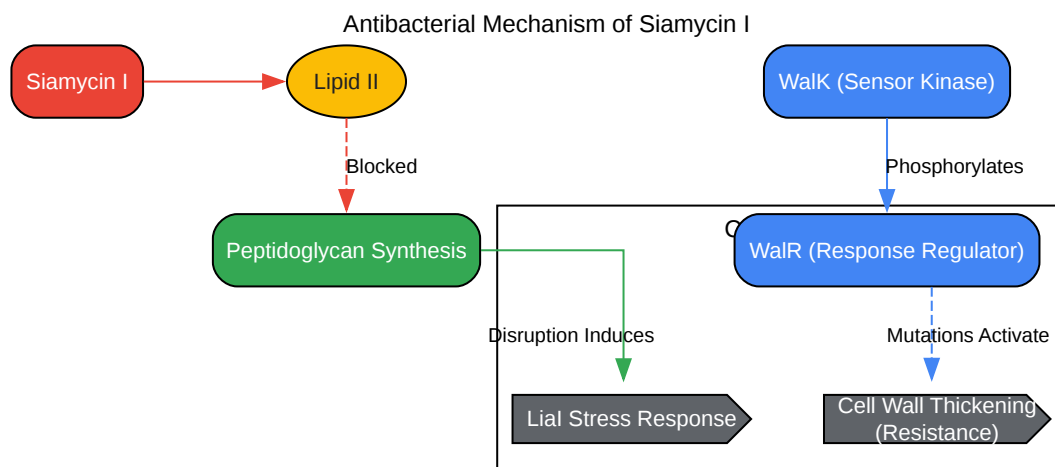 Antibacterial Mechanism of Siamycin I
Siamycin I
Lipid II
WalK (Sensor Kinase)
Blocked
Phosphorylates
Peptidoglycan Synthesis
WalR (Response Regulator)
Disruption Induces
Mutations Activate
LiaI Stress Response
Cell Wall Thickening
(Resistance)